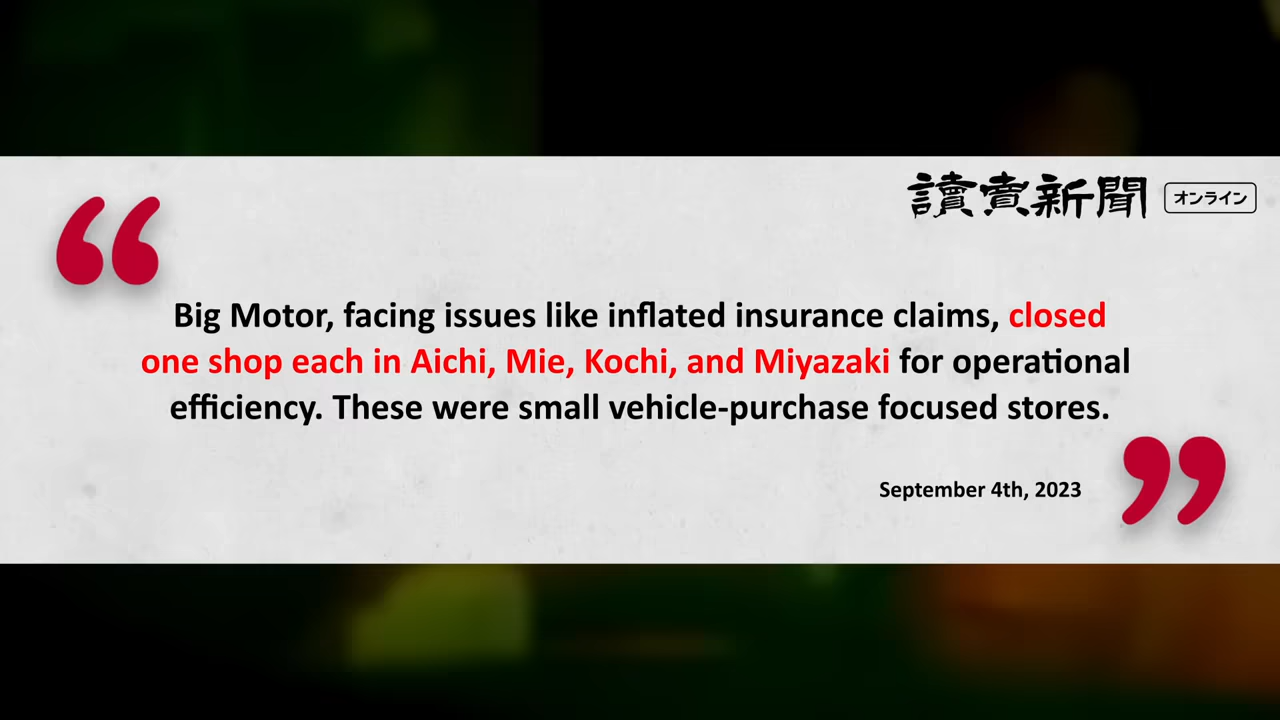 讀賣新聞 オンライン
“
Big Motor, facing issues like inflated insurance claims, closed
one shop each in Aichi, Mie, Kochi, and Miyazaki for operational
efficiency. These were small vehicle-purchase focused stores.
September 4th, 2023
”